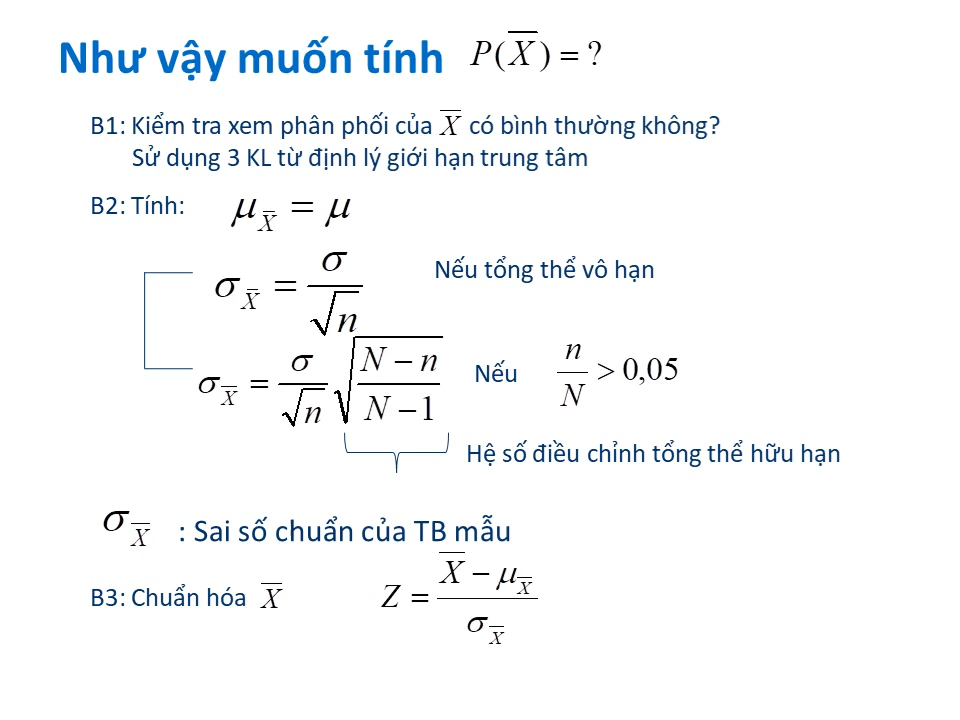 Như vậy muốn tính P(X̄) = ?
B1: Kiểm tra xem phân phối của X̄ có bình thường không?
Sử dụng 3 KL từ định lý giới hạn trung tâm
B2: Tính: μ_X̄ = μ
σ_X̄ = σ/√n Nếu tổng thể vô hạn
σ_X̄ = σ/√n √((N − n)/(N − 1)) Nếu n/N > 0,05
Hệ số điều chỉnh tổng thể hữu hạn
σ_X̄ : Sai số chuẩn của TB mẫu
B3: Chuẩn hóa X̄ Z = (X̄ − μ_X̄)/σ_X̄